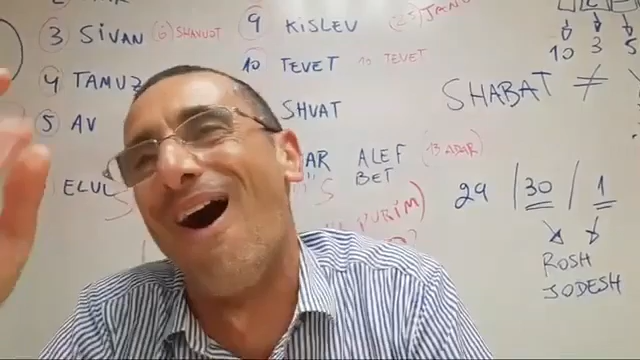 3 SIVAN (6) SHAVUOT
4 TAMUZ
5 AV
ELUL
9 KISLEV (25)
10 TEVET 10 TEVET
SHVAT
ALEF (13 ADAR)
BET
PURIM)
10 3 5
SHABAT ≠
29 / 30 / 1
ROSH
JODESH